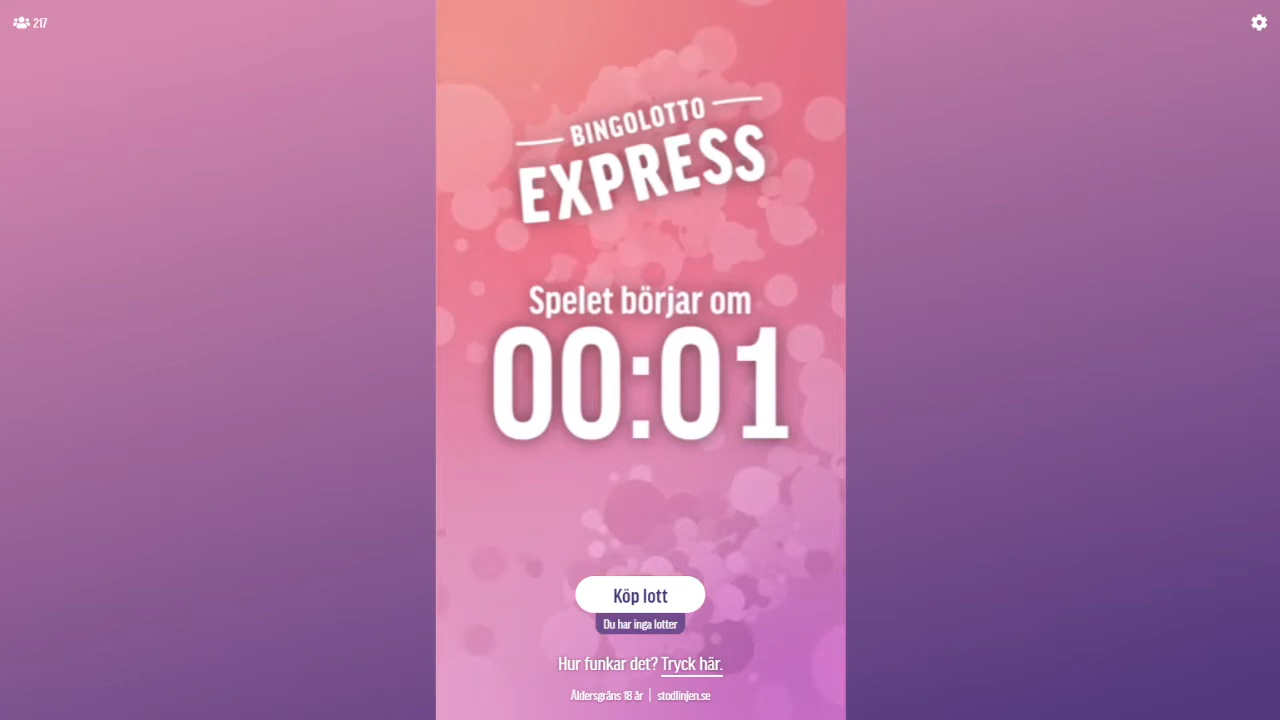 217
BINGOLOTTO
EXPRESS
Spelet börjar om
00:01
Köp lott
Du har inga lotter
Hur funkar det? Tryck här.
Åldersgräns 18 år | stodlinjen.se